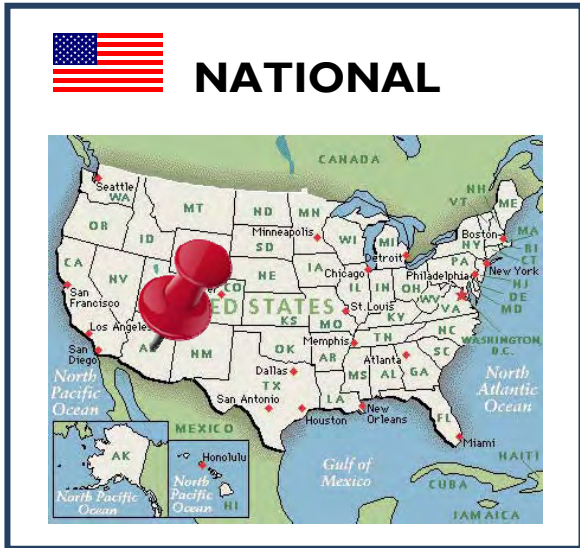 NATIONAL
CANADA
Seattle
WA
MT
ND
MN
NH
VT
ME
OR
ID
Minneapolis
WI
MI
Boston
MA
SD
NY
RI
CT
CA
NV
NE
IA
Chicago
Detroit
PA
Philadelphia
New York
San
Francisco
CO
IL
IN
OH
WV
VA
NJ
DE
MD
ED STATES
St. Louis
KS
MO
KY
Los Angeles
WASHINGTON,
D.C.
NC
TN
Memphis
San
Diego
A
NM
OK
AR
Atlanta
SC
Dallas
TX
MS
AL
GA
North
Pacific
Ocean
North
Atlantic
Ocean
San Antonio
LA
Houston
New
Orleans
FL
MEXICO
Miami
AK
Honolulu
Gulf of
Mexico
HAITI
CUBA
North Pacific
Ocean
North
Pacific
Ocean
HI
JAMAICA